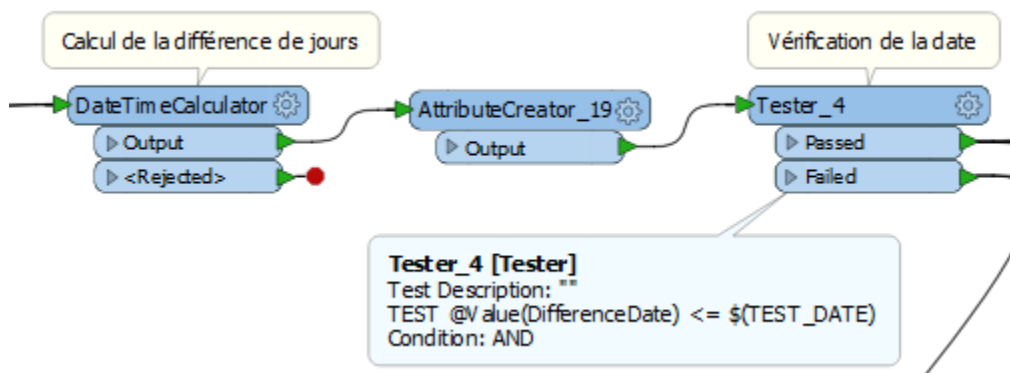 Calcul de la différence de jours
Vérification de la date
DateTimeCalculator
AttributeCreator_19
Tester_4
Output
Output
Passed
<Rejected>
Failed
Tester_4 [Tester]
Test Description: ""
TEST @Value(DifferenceDate) <= $(TEST_DATE)
Condition: AND